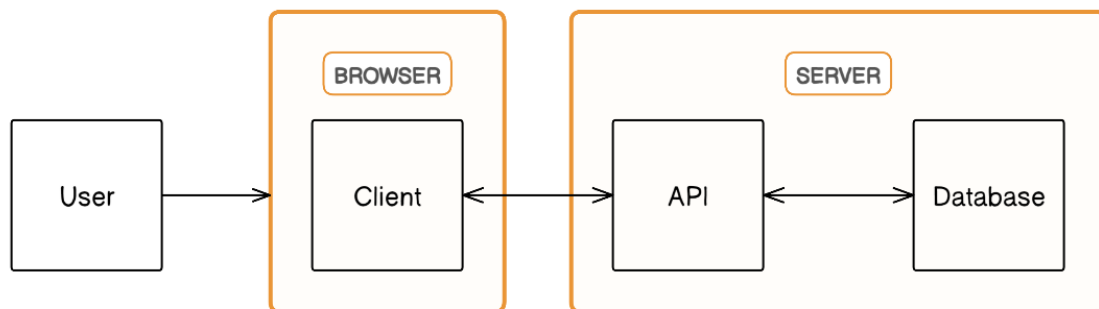 BROWSER
SERVER
User
Client
API
Database